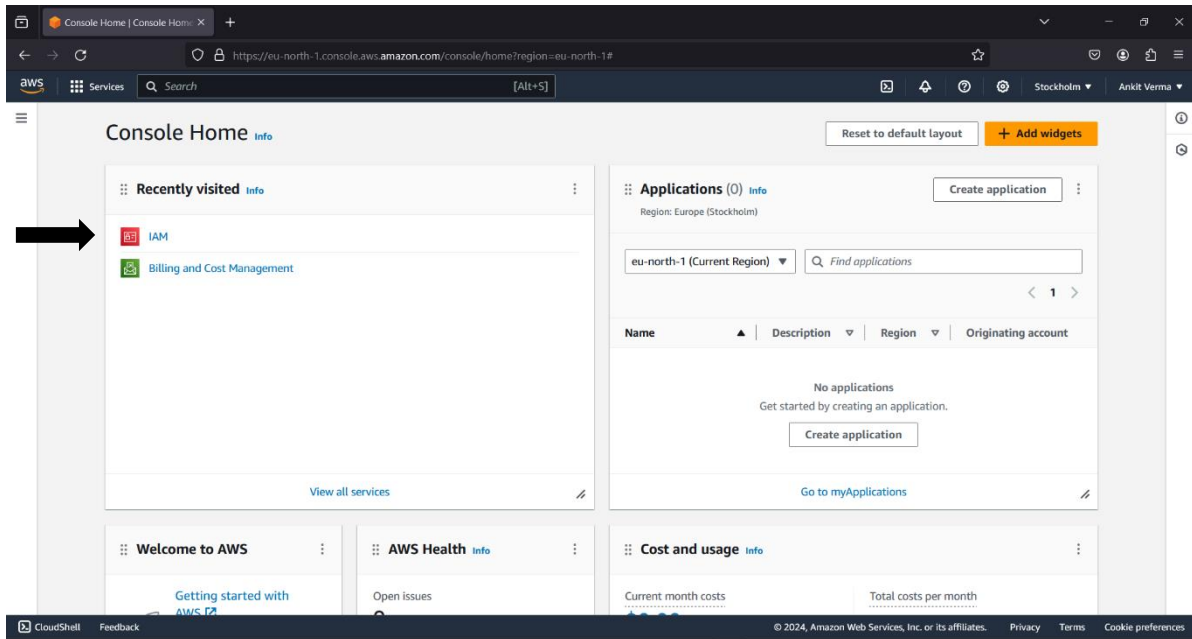 Console Home | Console Home
https://eu-north-1.console.aws.amazon.com/console/home?region=eu-north-1#
aws
Services
Search
[Alt+S]
Stockholm
Ankit Verma
Console Home Info
Reset to default layout
+ Add widgets
Recently visited Info
IAM
Billing and Cost Management
View all services
Applications (0) Info
Region: Europe (Stockholm)
Create application
eu-north-1 (Current Region)
Find applications
1
Name Description Region Originating account
No applications
Get started by creating an application.
Create application
Go to myApplications
Welcome to AWS
Getting started with
AWS
AWS Health Info
Open issues
Cost and usage Info
Current month costs
Total costs per month
CloudShell Feedback
© 2024, Amazon Web Services, Inc. or its affiliates. Privacy Terms Cookie preferences